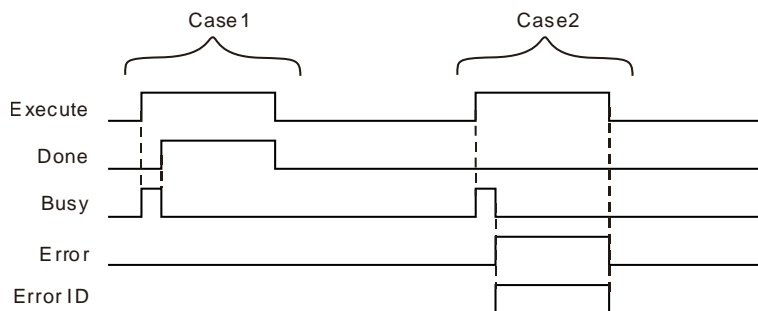 Case1 Case2
Execute
Done
Busy
Error
Error ID